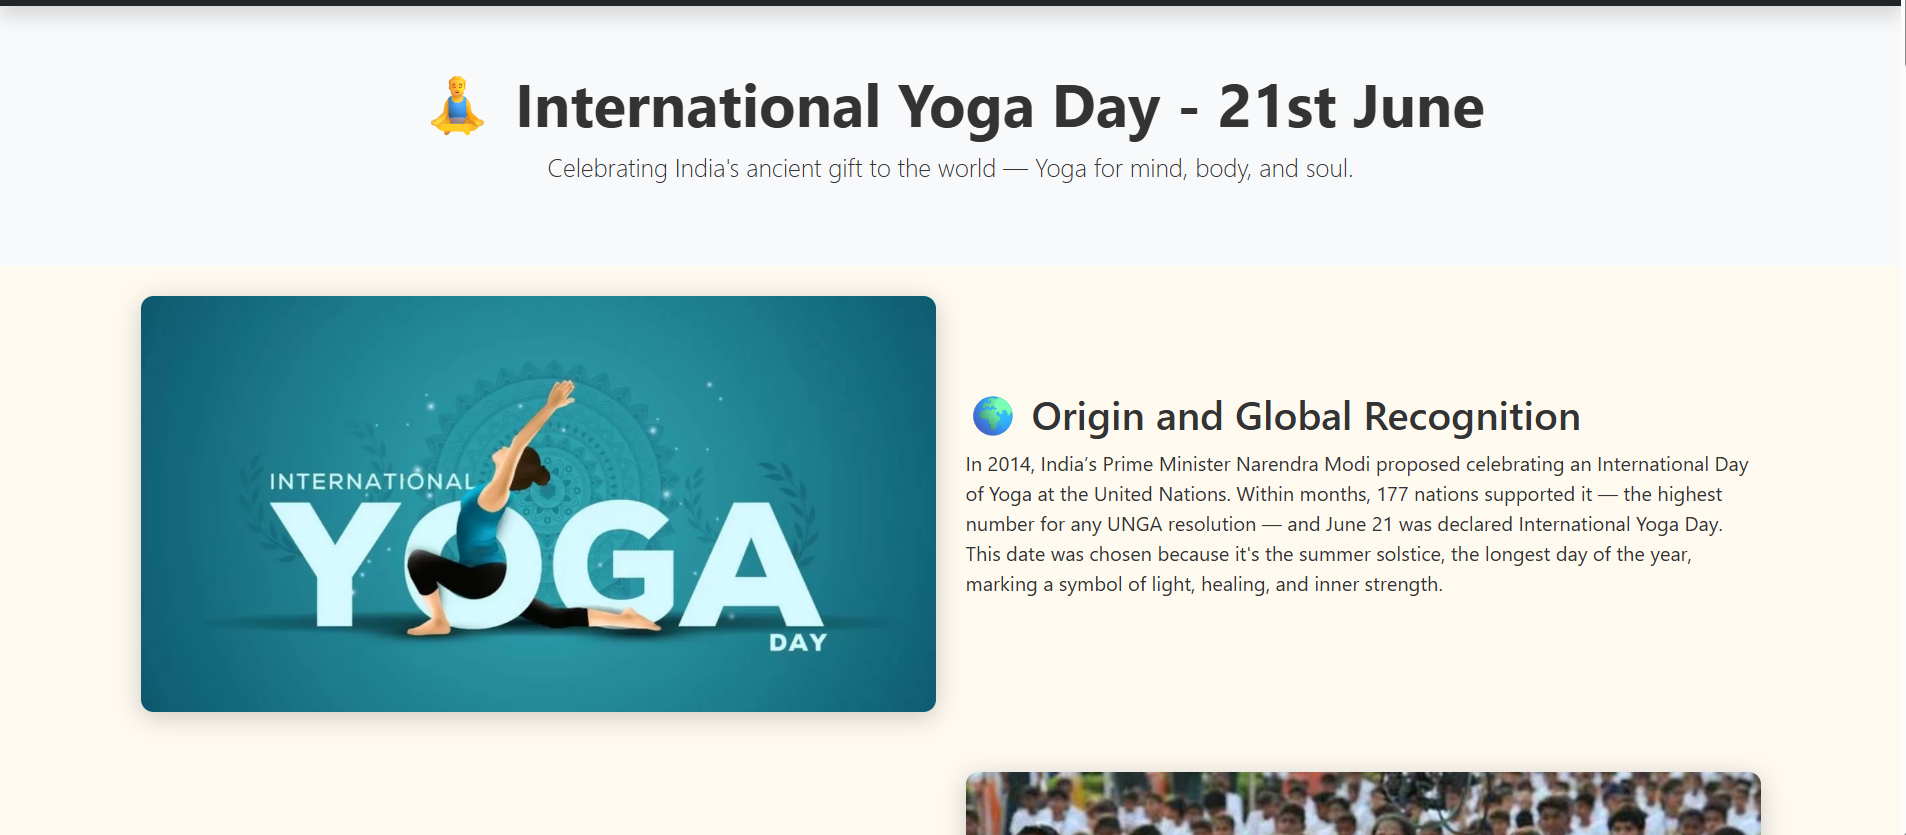 International Yoga Day - 21st June
Celebrating India's ancient gift to the world — Yoga for mind, body, and soul.
INTERNATIONAL
YOGA
DAY
Origin and Global Recognition
In 2014, India’s Prime Minister Narendra Modi proposed celebrating an International Day
of Yoga at the United Nations. Within months, 177 nations supported it — the highest
number for any UNGA resolution — and June 21 was declared International Yoga Day.
This date was chosen because it's the summer solstice, the longest day of the year,
marking a symbol of light, healing, and inner strength.